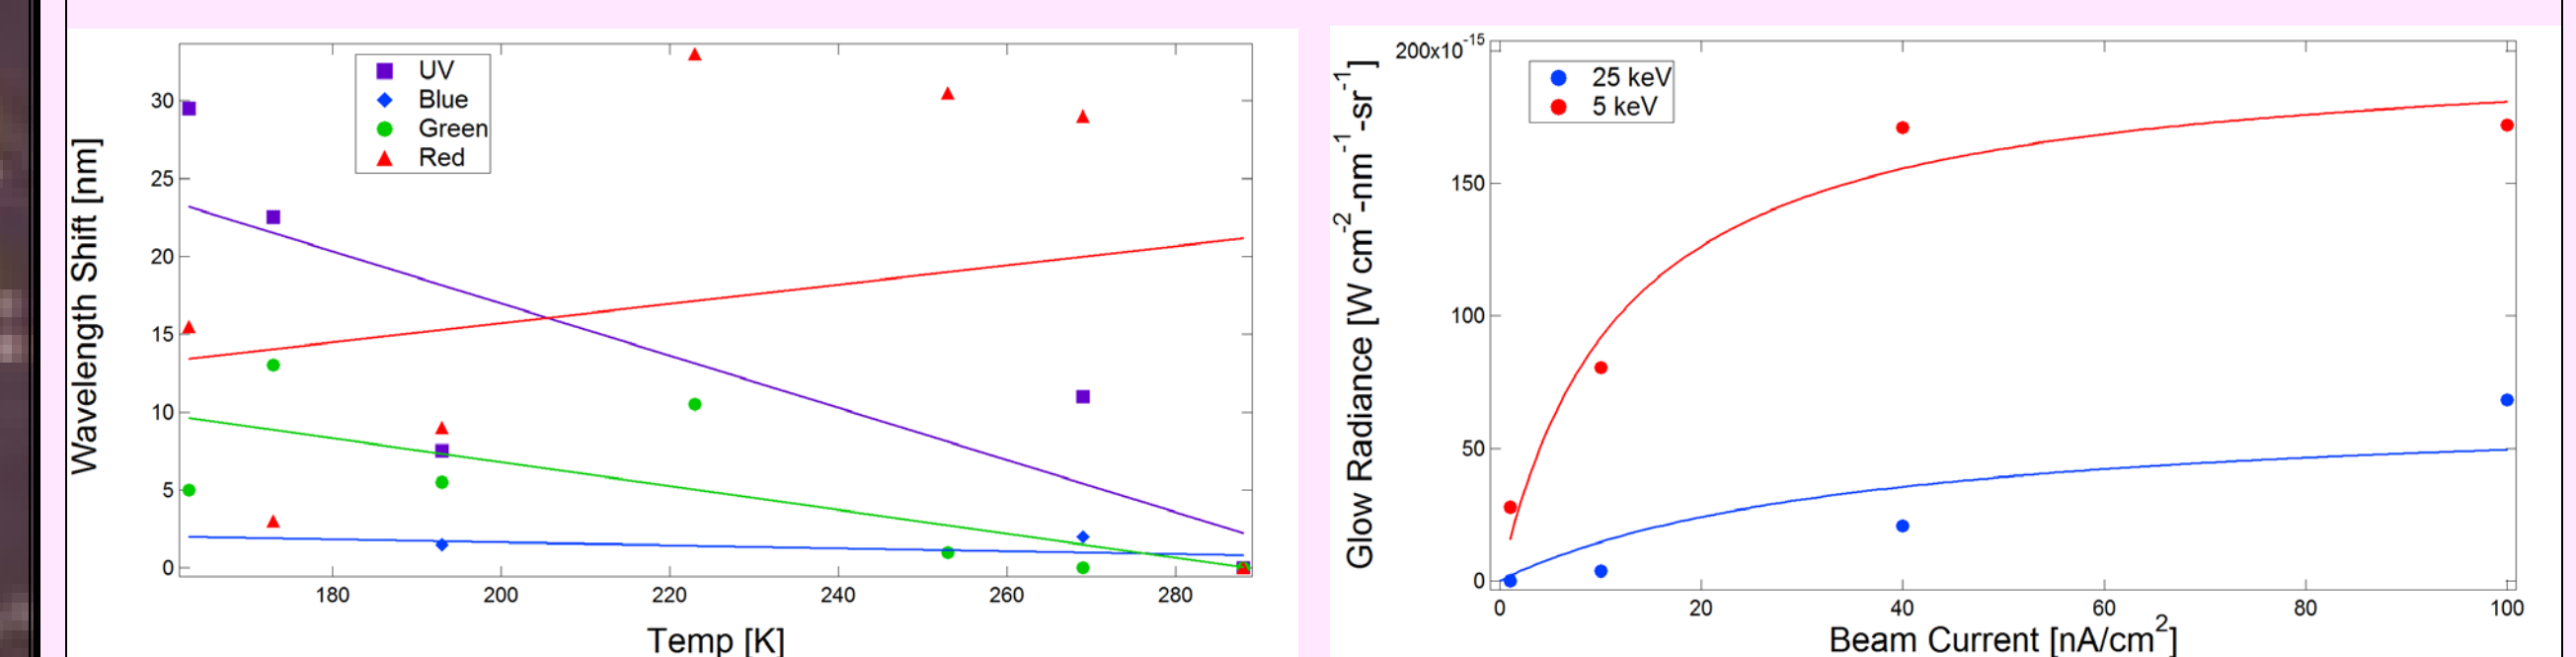 UV
Blue
Green
Red
30
25
20
15
10
5
0
Wavelength Shift [nm]
180 200 220 240 260 280
Temp [K]
200x10⁻¹⁵
150
100
50
0
25 keV
5 keV
Glow Radiance [W cm⁻²-nm⁻¹-sr⁻¹]
0 20 40 60 80 100
Beam Current [nA/cm²]